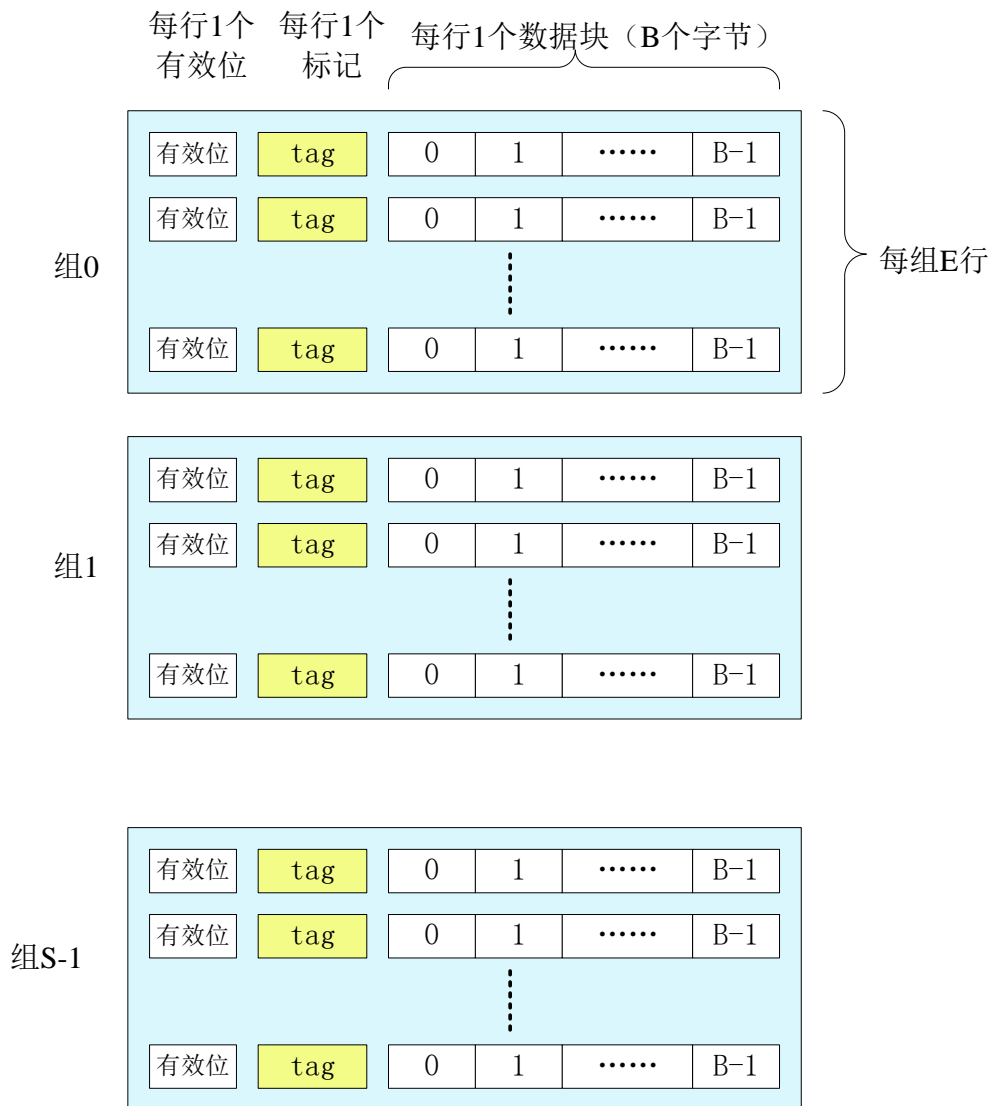 每行1个 每行1个
有效位 标记
每行1个数据块（B个字节）
有效位 tag 0 1 …… B-1
有效位 tag 0 1 …… B-1
组0
每组E行
有效位 tag 0 1 …… B-1
有效位 tag 0 1 …… B-1
有效位 tag 0 1 …… B-1
组1
有效位 tag 0 1 …… B-1
有效位 tag 0 1 …… B-1
有效位 tag 0 1 …… B-1
组S-1
有效位 tag 0 1 …… B-1